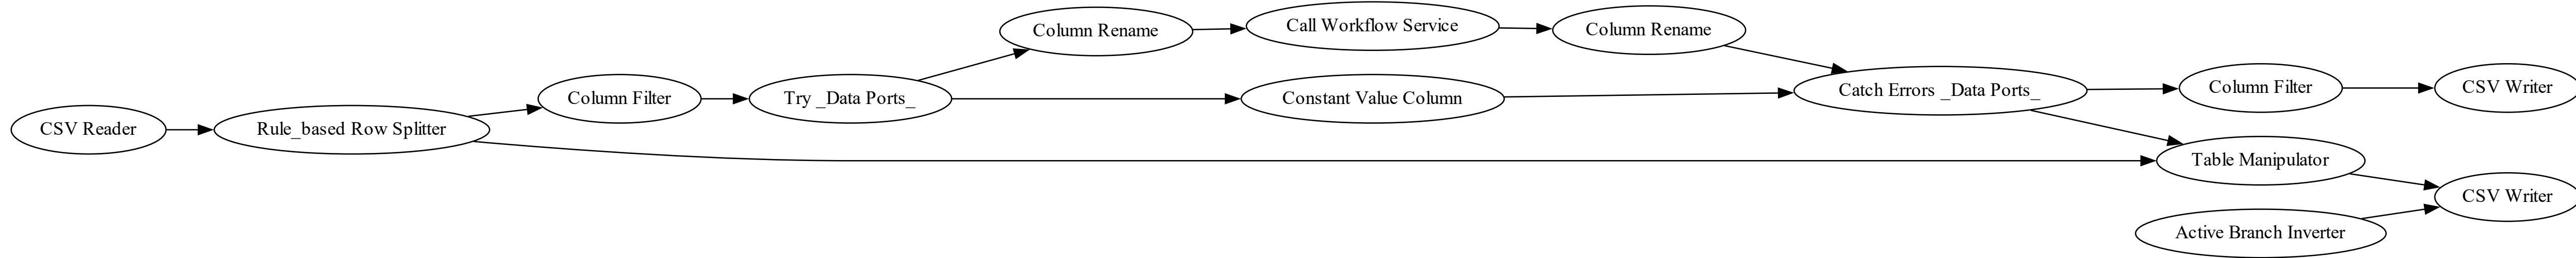 CSV Reader
Rule_based Row Splitter
Column Filter
Try _Data Ports_
Column Rename
Call Workflow Service
Column Rename
Constant Value Column
Catch Errors _Data Ports_
Column Filter
CSV Writer
Table Manipulator
CSV Writer
Active Branch Inverter